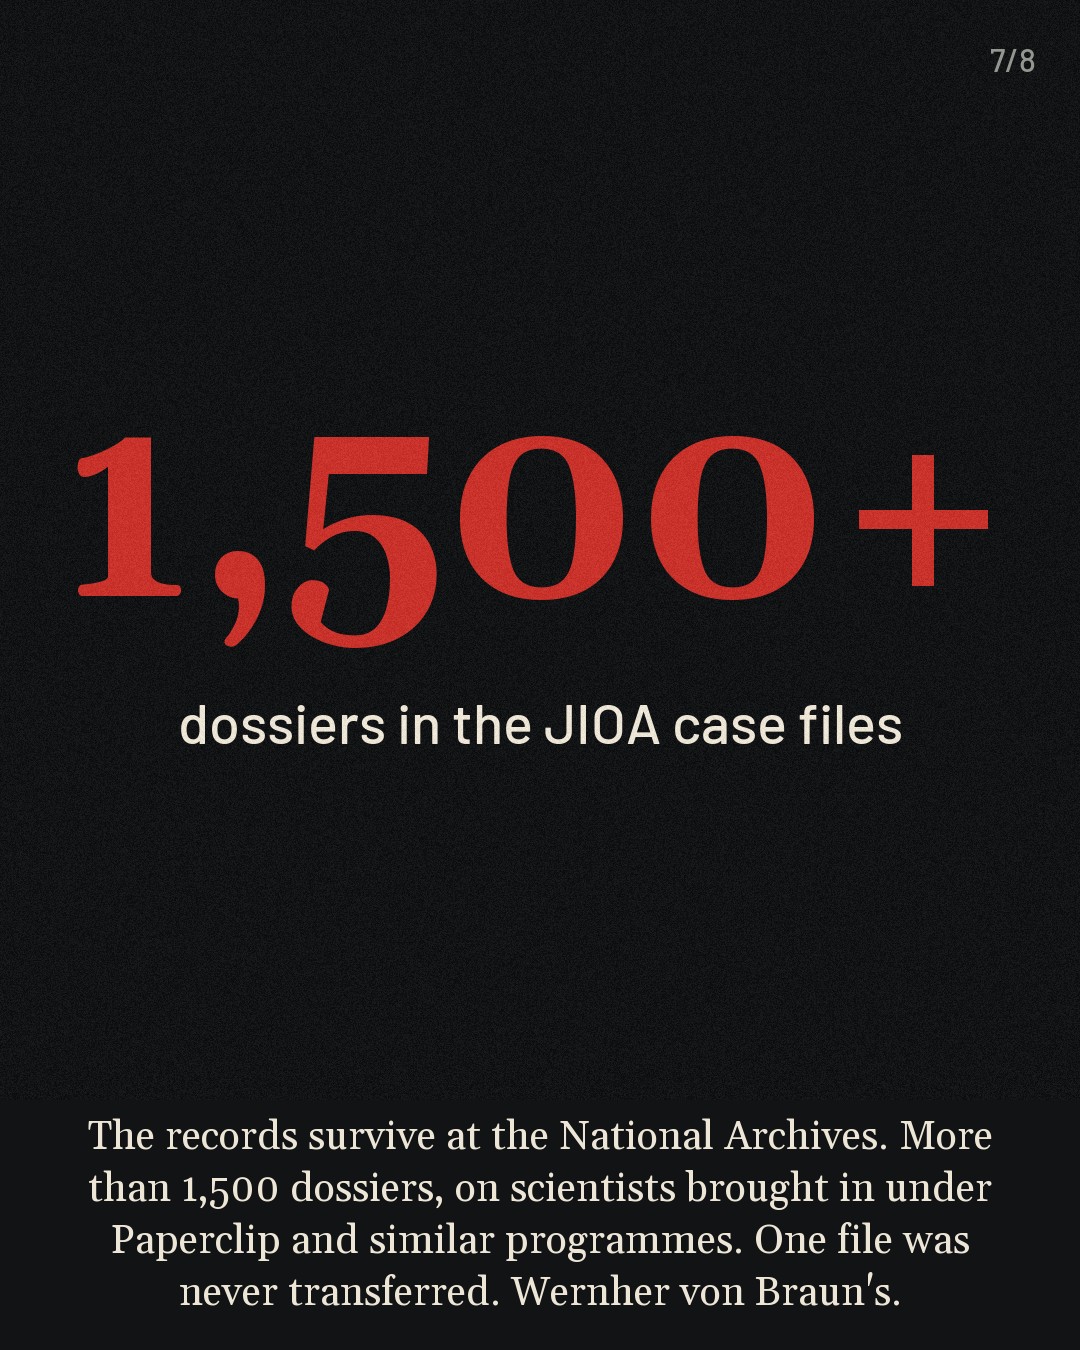 7/8
1,500+
dossiers in the JIOA case files
The records survive at the National Archives. More
than 1,500 dossiers, on scientists brought in under
Paperclip and similar programmes. One file was
never transferred. Wernher von Braun's.